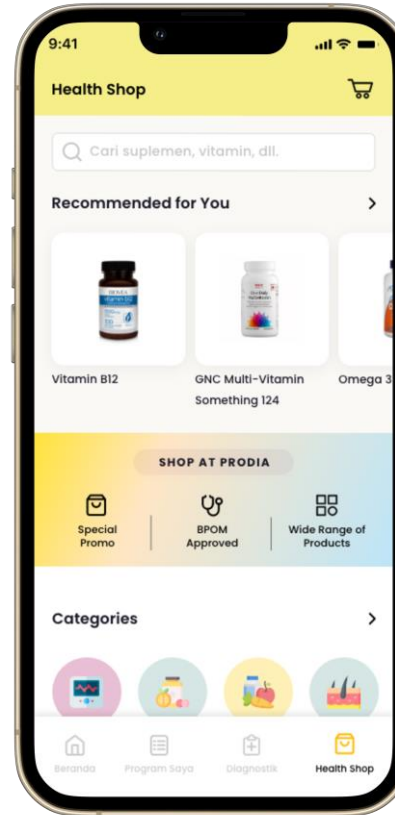 9:41
Health Shop
Cari suplemen, vitamin, dll.
Recommended for You
Vitamin B12
GNC Multi-Vitamin
Something 124
Omega 3
SHOP AT PRODIA
Special
Promo
BPOM
Approved
Wide Range of
Products
Categories
Beranda
Program Saya
Diagnostik
Health Shop